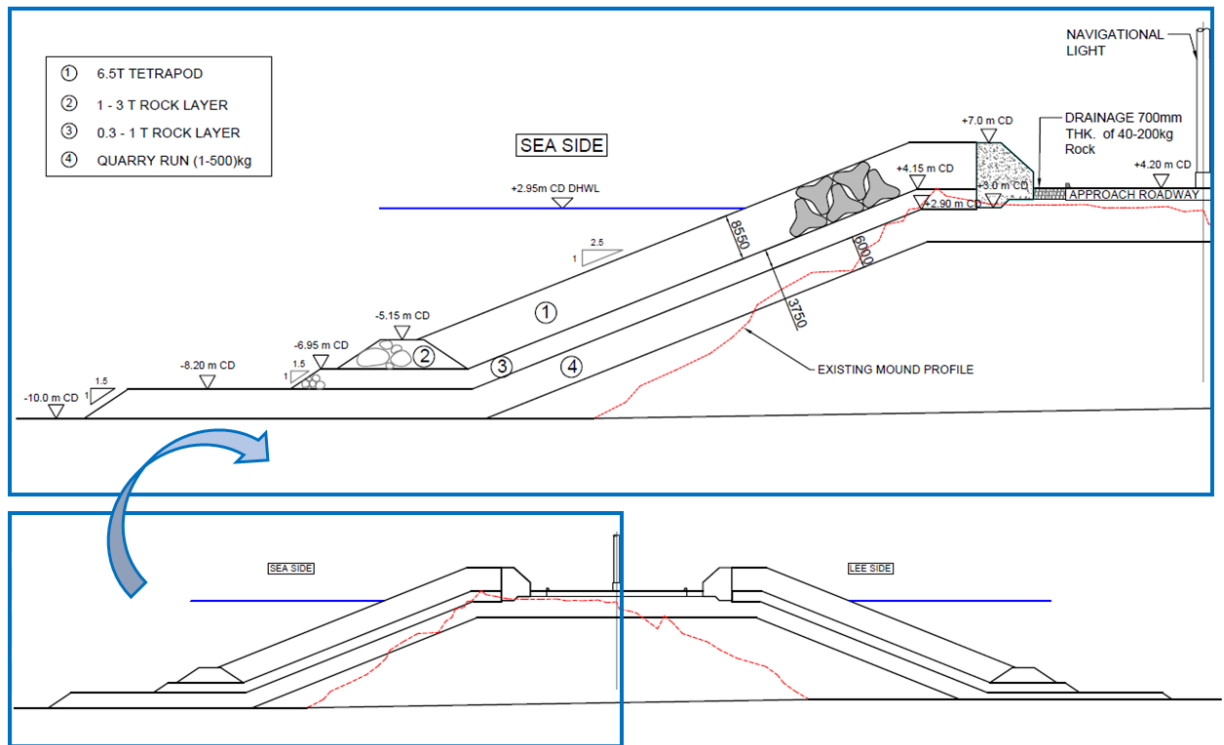 ① 6.5T TETRAPOD
② 1 - 3 T ROCK LAYER
③ 0.3 - 1 T ROCK LAYER
④ QUARRY RUN (1-500)kg
SEA SIDE
+2.95m CD DHWL
NAVIGATIONAL
LIGHT
+7.0 m CD
DRAINAGE 700mm
THK. of 40-200kg
Rock
+4.15 m CD
+4.20 m CD
+3.0 m CD
APPROACH ROADWAY
+2.90 m CD
2.5
1
8550
6000
3750
①
-5.15 m CD
②
-6.95 m CD
1.5
1
③
④
EXISTING MOUND PROFILE
-8.20 m CD
1.5
1
-10.0 m CD
SEA SIDE
LEE SIDE